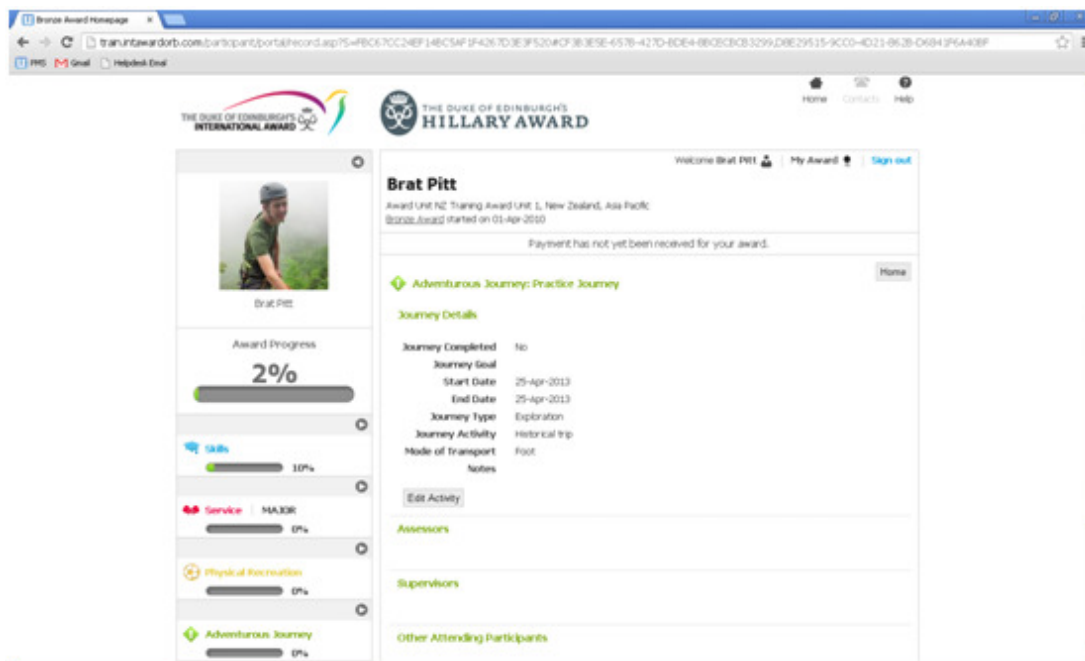 Bronze Award Homepage
PMS Gmail Helpdesk Email
Home Contacts Help
THE DUKE OF EDINBURGH'S
INTERNATIONAL AWARD
THE DUKE OF EDINBURGH'S
HILLARY AWARD
Welcome Brat Pitt My Award Sign out
Brat Pitt
Award Unit NZ Training Award Unit 1, New Zealand, Asia Pacific
Bronze Award started on 01-Apr-2010
Payment has not yet been received for your award.
Home
Adventurous Journey: Practice Journey
Journey Details
Journey Completed No
Journey Goal
Start Date 25-Apr-2013
End Date 25-Apr-2013
Journey Type Exploration
Journey Activity Historical trip
Mode of Transport Foot
Notes
Edit Activity
Assessors
Supervisors
Other Attending Participants
Brat Pitt
Award Progress
2%
Skills
10%
Service MAJOR
0%
Physical Recreation
0%
Adventurous Journey
0%